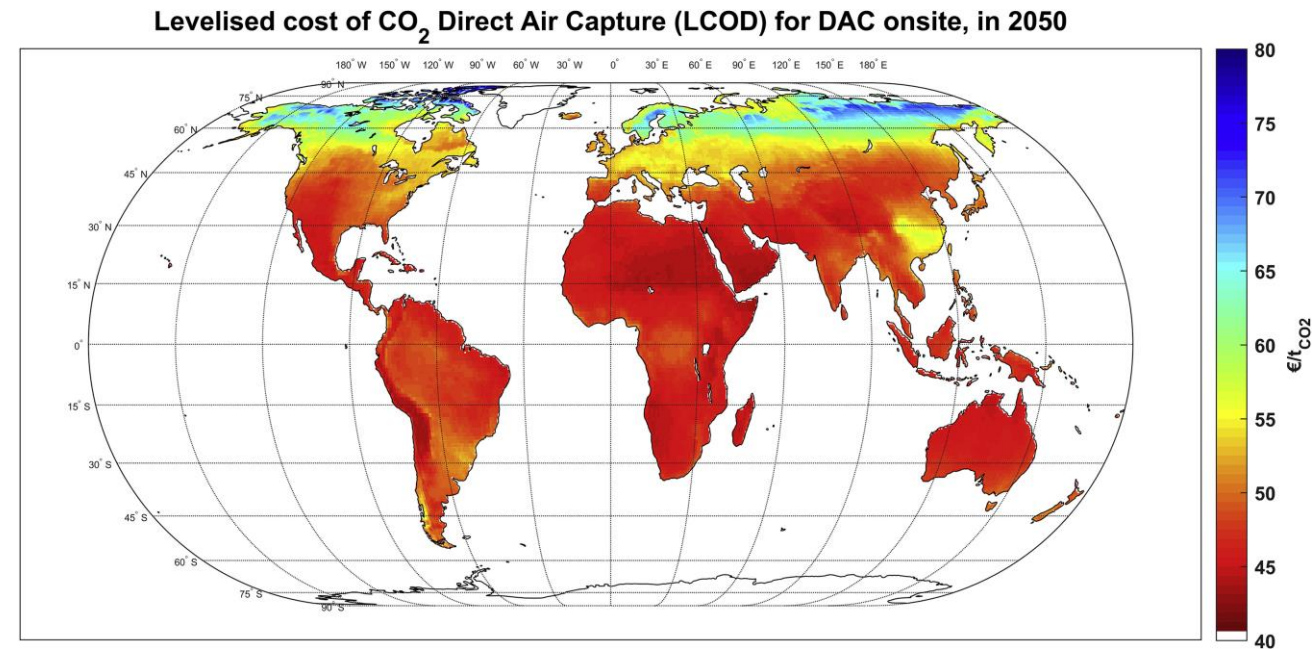 Levelised cost of CO2 Direct Air Capture (LCOD) for DAC onsite, in 2050
180° W 150° W 120° W 90° W 60° W 30° W 0° 30° E 60° E 90° E 120° E 150° E 180° E
90° N
75° N
60° N
45° N
30° N
15° N
0°
15° S
30° S
45° S
60° S
75° S
90° S
80
75
70
65
60
55
50
45
40
€/tCO2